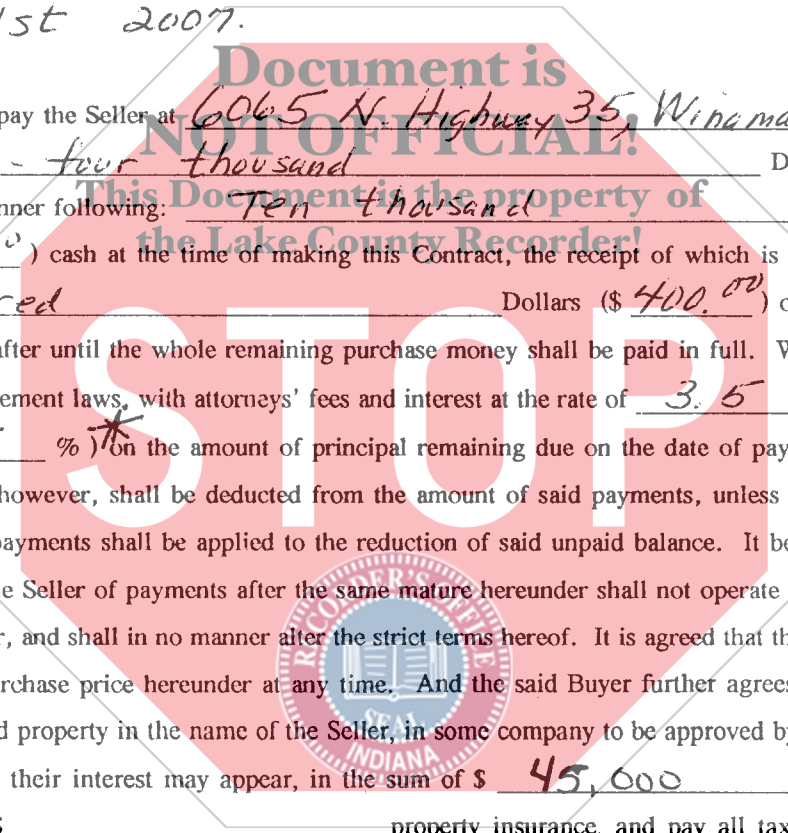 1st 2007.
Document is
pay the Seller at 6065 N. Highway 35, Winama
NOT OFFICIAL!
- four thousand D
This Document is the property of
nner following: Ten thousand
the Lake County Recorder!
) cash at the time of making this Contract, the receipt of which is
red Dollars ($ 400.00) o
after until the whole remaining purchase money shall be paid in full. W
ement laws, with attorneys' fees and interest at the rate of 3.5
STOP
% )* on the amount of principal remaining due on the date of pay
however, shall be deducted from the amount of said payments, unless
payments shall be applied to the reduction of said unpaid balance. It be
e Seller of payments after the same mature hereunder shall not operate
RECORDER'S OFFICE
r, and shall in no manner alter the strict terms hereof. It is agreed that th
rchase price hereunder at any time. And the said Buyer further agrees
SEAL
d property in the name of the Seller, in some company to be approved by
INDIANA
their interest may appear, in the sum of $ 45,000
property insurance, and pay all tax